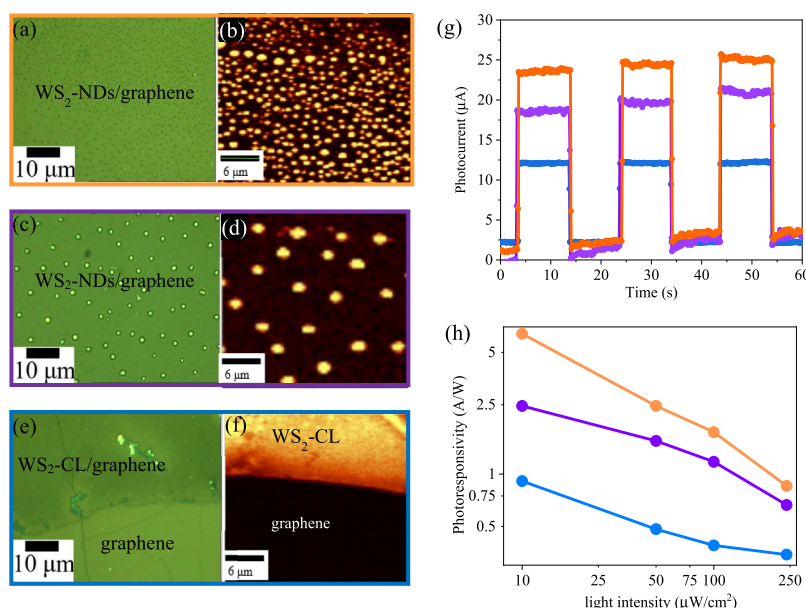 (a)
WS₂-NDs/graphene
10 μm
(b)
6 μm
(c)
WS₂-NDs/graphene
10 μm
(d)
6 μm
(e)
WS₂-CL/graphene
graphene
10 μm
(f)
WS₂-CL
graphene
6 μm
(g)
Photocurrent (μA)
30
25
20
15
10
5
0
0 10 20 30 40 50 60
Time (s)
(h)
Photoresponsivity (A/W)
5
2.5
1
0.75
0.5
10 25 50 75 100 250
light intensity (μW/cm²)